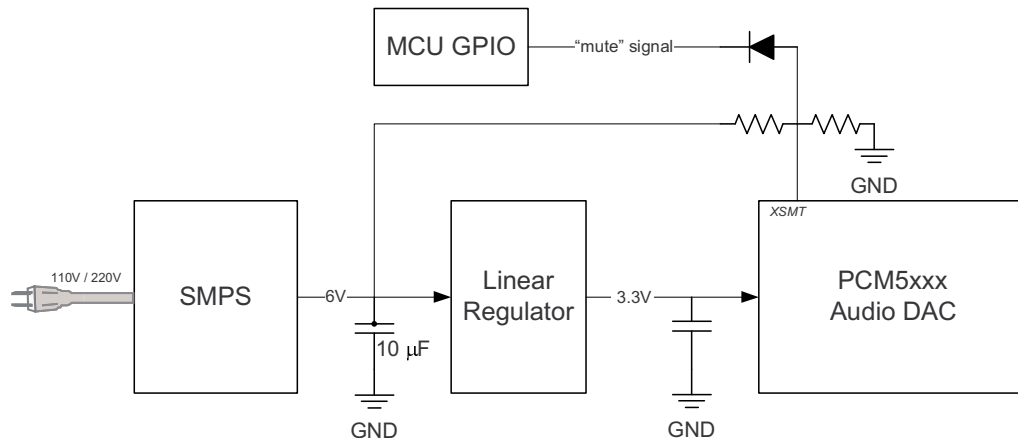 MCU GPIO
“mute” signal
GND
XSMT
110V / 220V
SMPS
6V
Linear
Regulator
3.3V
PCM5xxx
Audio DAC
10 μF
GND
GND